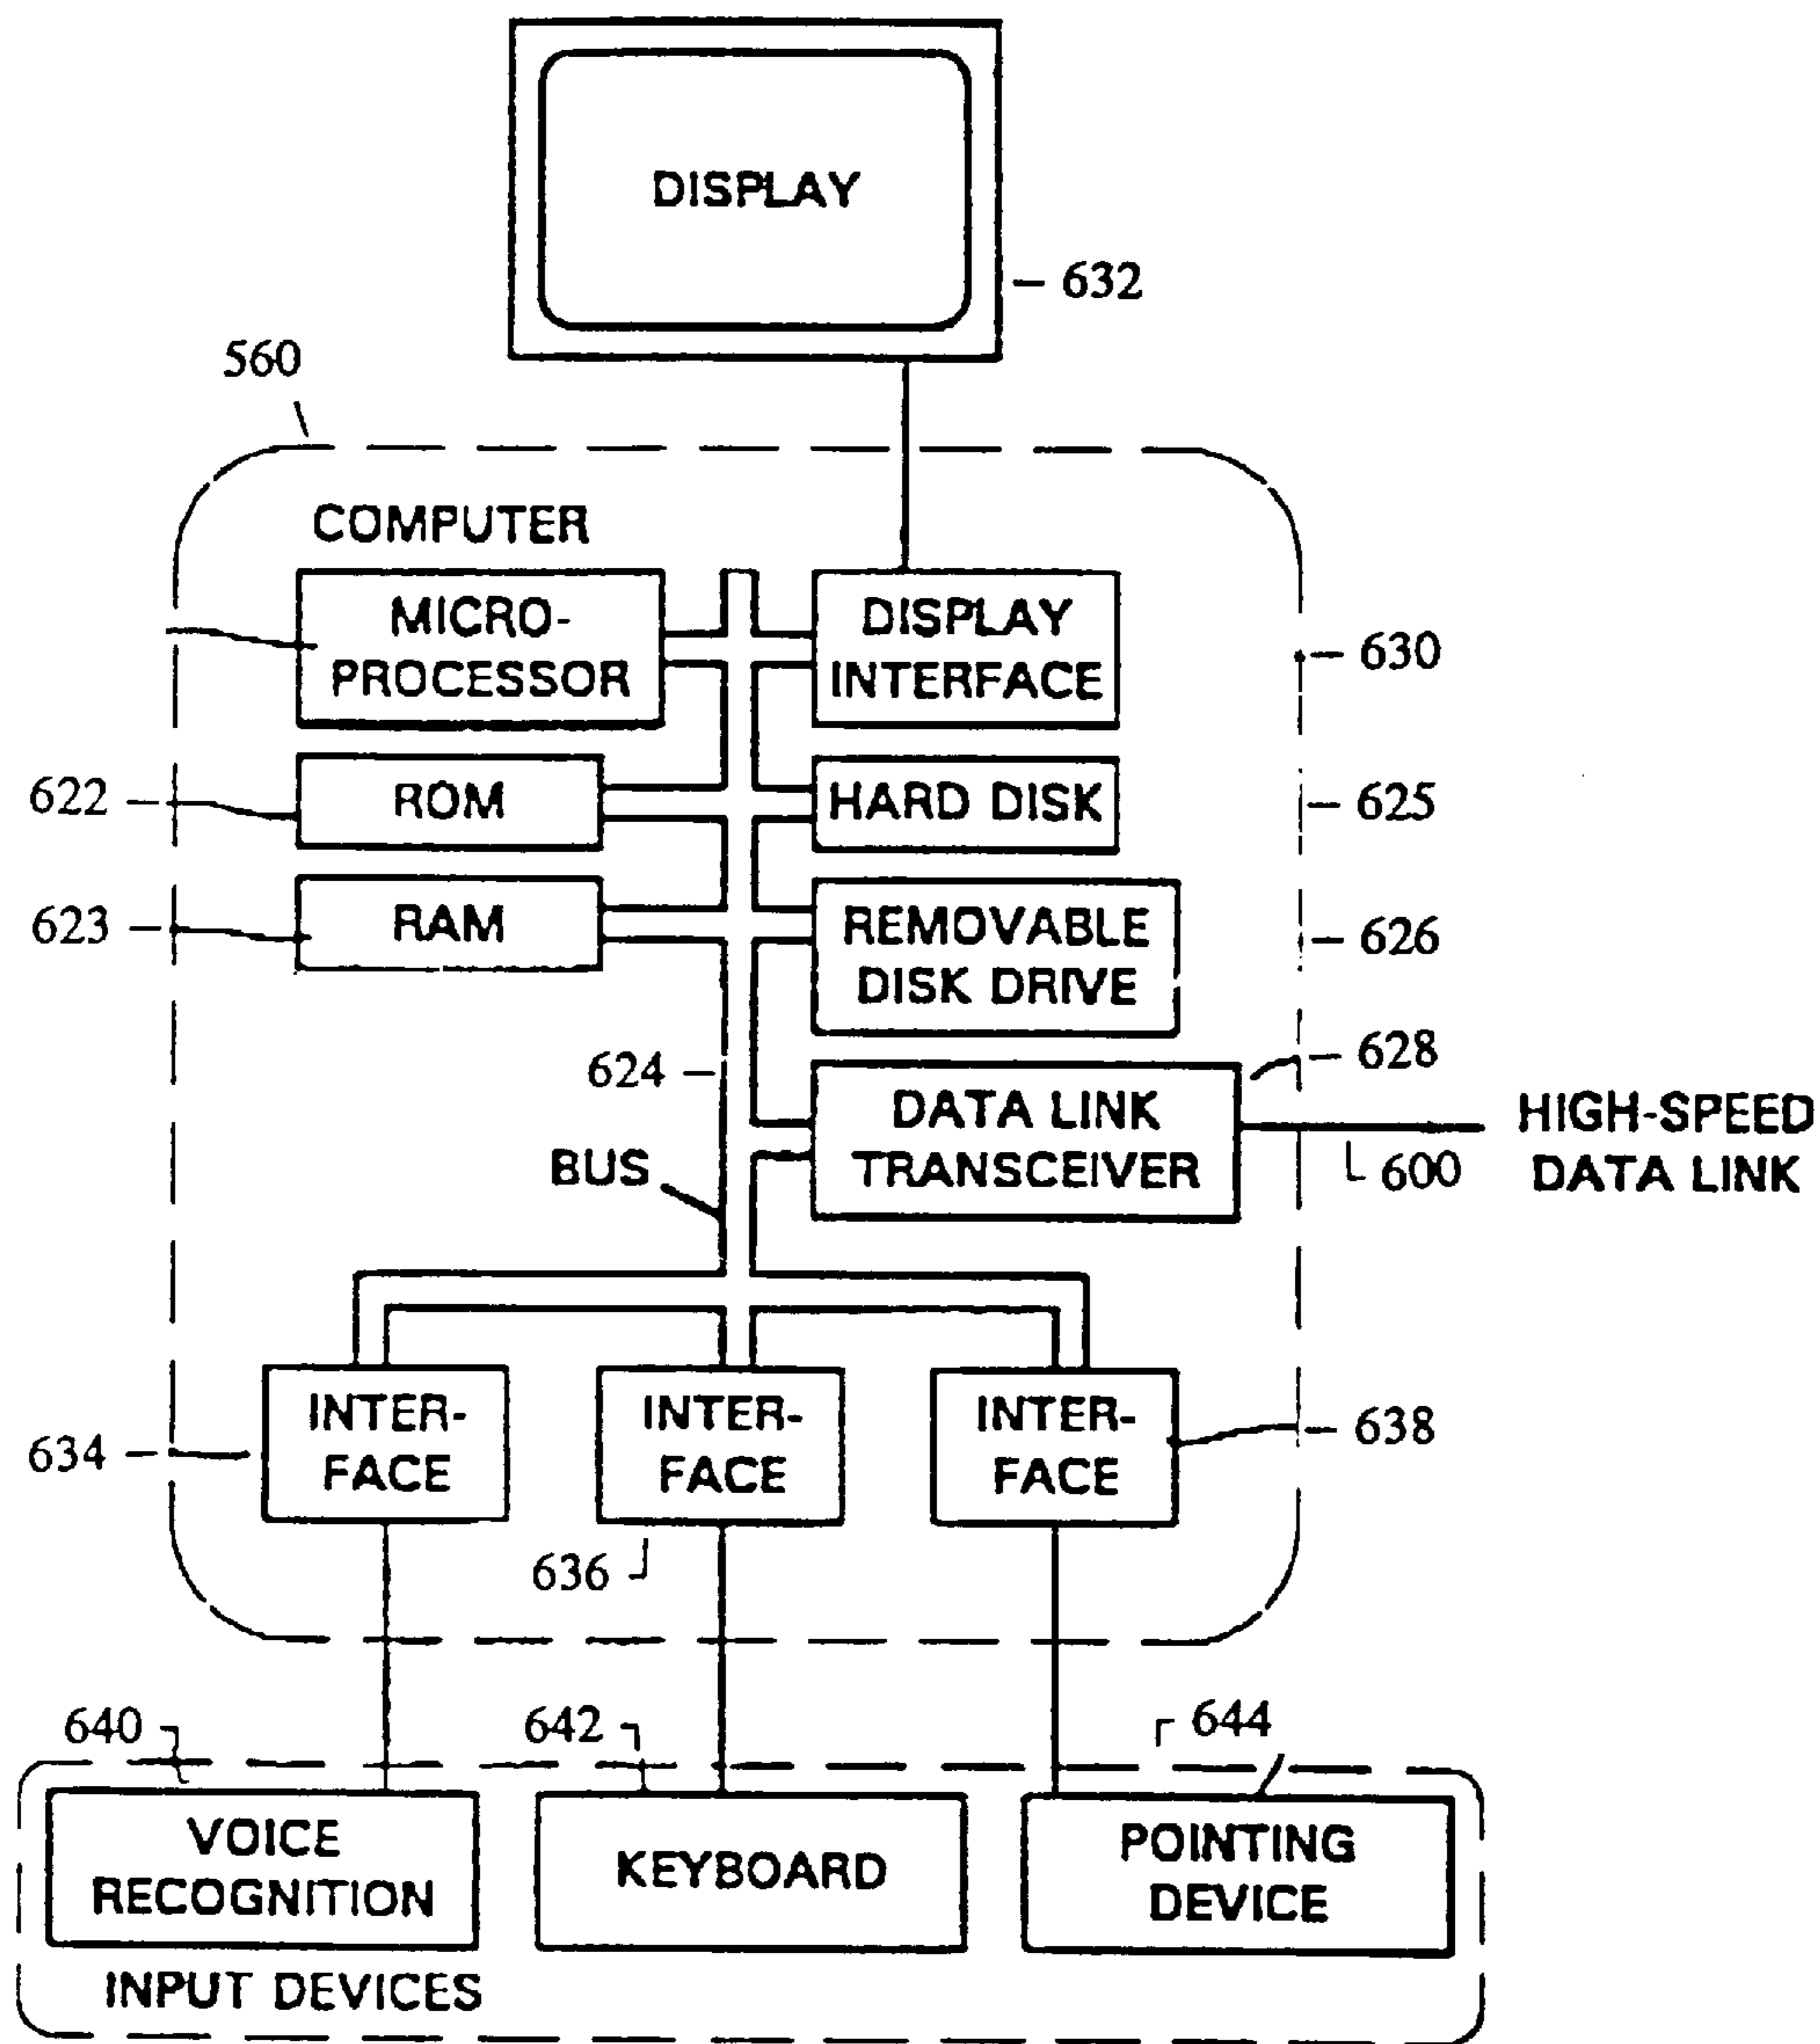 DISPLAY
632
560
COMPUTER
MICRO-
PROCESSOR
DISPLAY
INTERFACE
630
622
ROM
HARD DISK
625
623
RAM
REMOVABLE
DISK DRIVE
626
624
628
DATA LINK
TRANSCEIVER
HIGH-SPEED
DATA LINK
600
BUS
634
INTER-
FACE
INTER-
FACE
INTER-
FACE
638
636
640
642
644
VOICE
RECOGNITION
KEYBOARD
POINTING
DEVICE
INPUT DEVICES